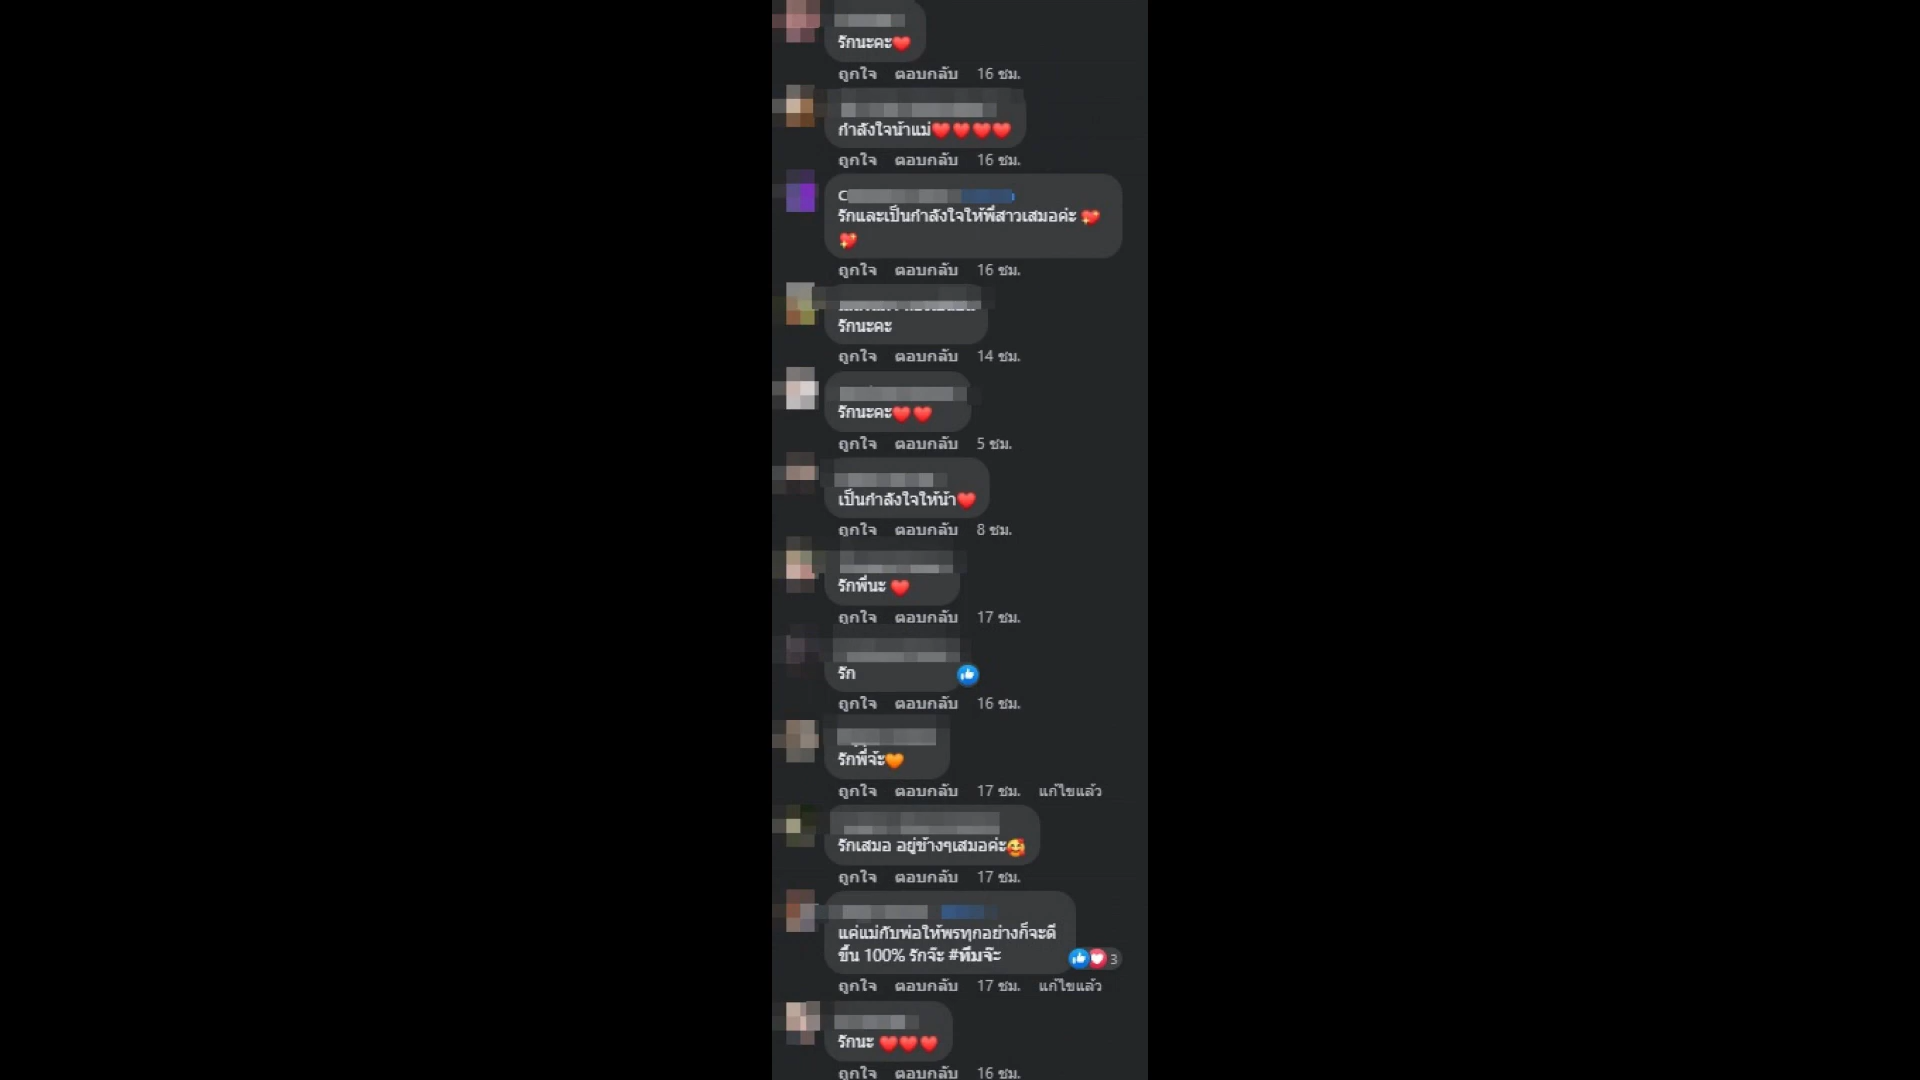 รักนะคะ❤️
ถูกใจ ตอบกลับ 16 ชม.
กำลังใจน้าแม่❤️❤️❤️❤️
ถูกใจ ตอบกลับ 16 ชม.
C
รักและเป็นกำลังใจให้พี่สาวเสมอค่ะ 💖
💖
ถูกใจ ตอบกลับ 16 ชม.
รักนะคะ
ถูกใจ ตอบกลับ 14 ชม.
รักนะคะ❤️❤️
ถูกใจ ตอบกลับ 5 ชม.
เป็นกำลังใจให้น้า❤️
ถูกใจ ตอบกลับ 8 ชม.
รักพี่นะ ❤️
ถูกใจ ตอบกลับ 17 ชม.
รัก
ถูกใจ ตอบกลับ 16 ชม.
รักพี่จ้ะ🧡
ถูกใจ ตอบกลับ 17 ชม. แก้ไขแล้ว
รักเสมอ อยู่ข้างๆเสมอค่ะ🥰
ถูกใจ ตอบกลับ 17 ชม.
แค่แม่กับพ่อให้พรทุกอย่างก็จะดี
ขึ้น 100% รักจ๊ะ #ทีมจ๊ะ
3
ถูกใจ ตอบกลับ 17 ชม. แก้ไขแล้ว
รักนะ ❤️❤️❤️
ถูกใจ ตอบกลับ 16 ชม.